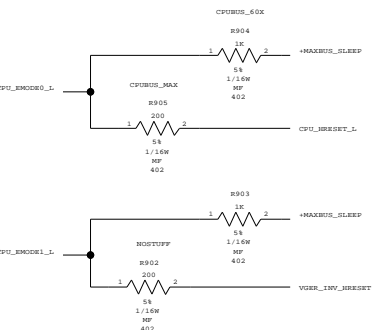 CPUBUS_60X
R904
1K
1 2 +MAXBUS_SLEEP
5%
1/16W
MF
402
CPU_EMODE0_L
CPUBUS_MAX
R905
200
1 2 CPU_HRESET_L
5%
1/16W
MF
402
R903
1K
1 2 +MAXBUS_SLEEP
5%
1/16W
MF
402
CPU_EMODE1_L
NOSTUFF
R902
200
1 2 VGER_INV_HRESET
5%
1/16W
MF
402